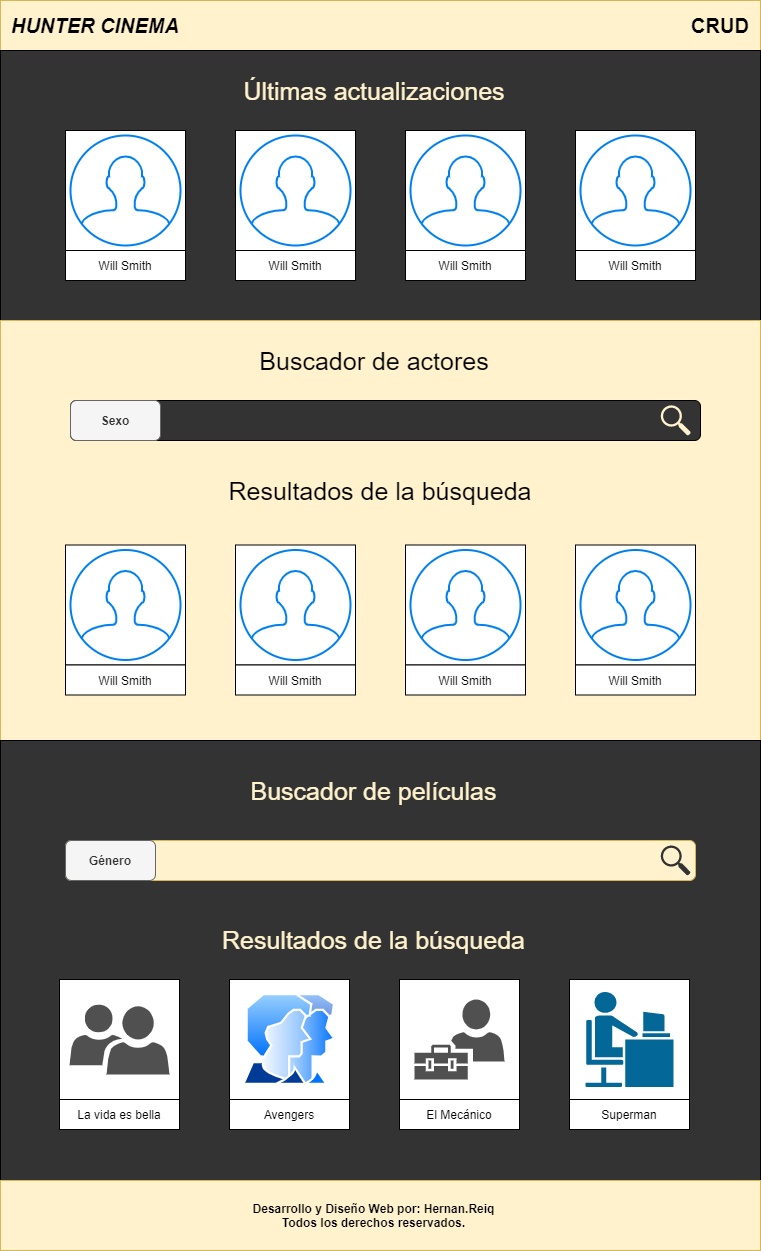 HUNTER CINEMA
CRUD
Últimas actualizaciones
Will Smith
Will Smith
Will Smith
Will Smith
Buscador de actores
Sexo
Resultados de la búsqueda
Will Smith
Will Smith
Will Smith
Will Smith
Buscador de películas
Género
Resultados de la búsqueda
La vida es bella
Avengers
El Mecánico
Superman
Desarrollo y Diseño Web por: Hernan.Reiq
Todos los derechos reservados.